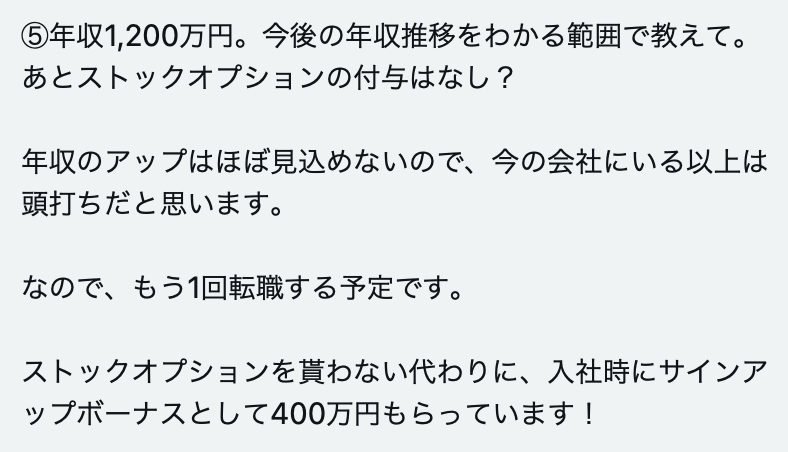 ⑤年収1,200万円。今後の年収推移をわかる範囲で教えて。
あとストックオプションの付与はなし？
年収のアップはほぼ見込めないので、今の会社にいる以上は
頭打ちだと思います。
なので、もう1回転職する予定です。
ストックオプションを貰わない代わりに、入社時にサインア
ップボーナスとして400万円もらっています！